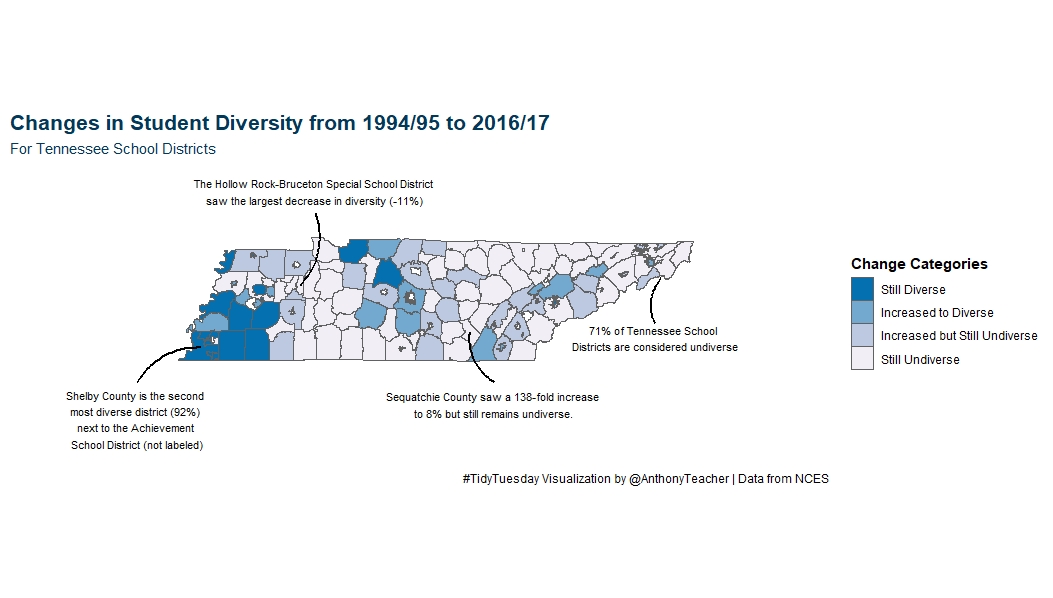 Changes in Student Diversity from 1994/95 to 2016/17
For Tennessee School Districts
The Hollow Rock-Bruceton Special School District
saw the largest decrease in diversity (-11%)
Change Categories
Still Diverse
Increased to Diverse
Increased but Still Undiverse
Still Undiverse
71% of Tennessee School
Districts are considered undiverse
Shelby County is the second
most diverse district (92%)
next to the Achievement
School District (not labeled)
Sequatchie County saw a 138-fold increase
to 8% but still remains undiverse.
#TidyTuesday Visualization by @AnthonyTeacher | Data from NCES